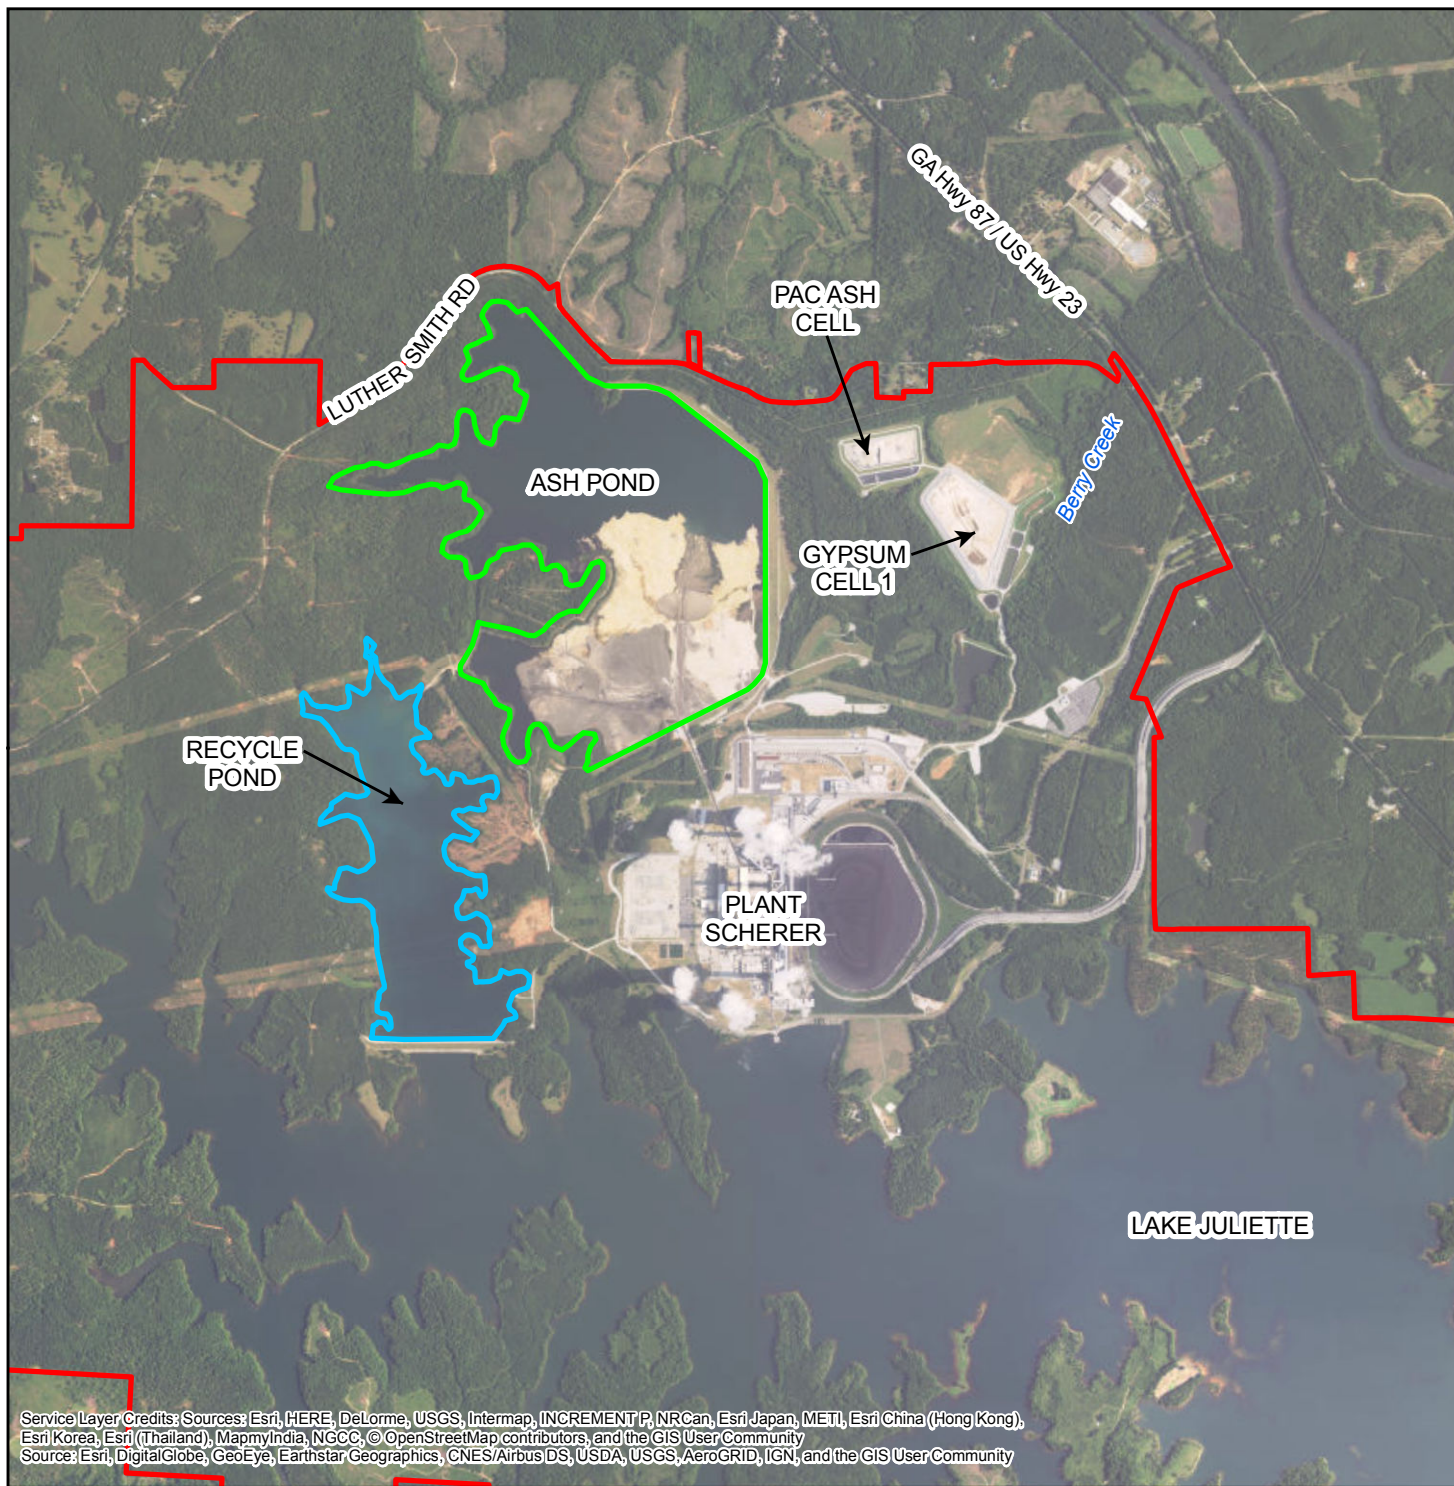 GA Hwy 87 / US Hwy 23
LUTHER SMITH RD
PAC ASH
CELL
Berry Creek
ASH POND
GYPSUM
CELL 1
RECYCLE
POND
PLANT
SCHERER
LAKE JULIETTE
Service Layer Credits: Sources: Esri, HERE, DeLorme, USGS, Intermap, INCREMENT P, NRCan, Esri Japan, METI, Esri China (Hong Kong),
Esri Korea, Esri (Thailand), MapmyIndia, NGCC, © OpenStreetMap contributors, and the GIS User Community
Source: Esri, DigitalGlobe, GeoEye, Earthstar Geographics, CNES/Airbus DS, USDA, USGS, AeroGRID, IGN, and the GIS User Community